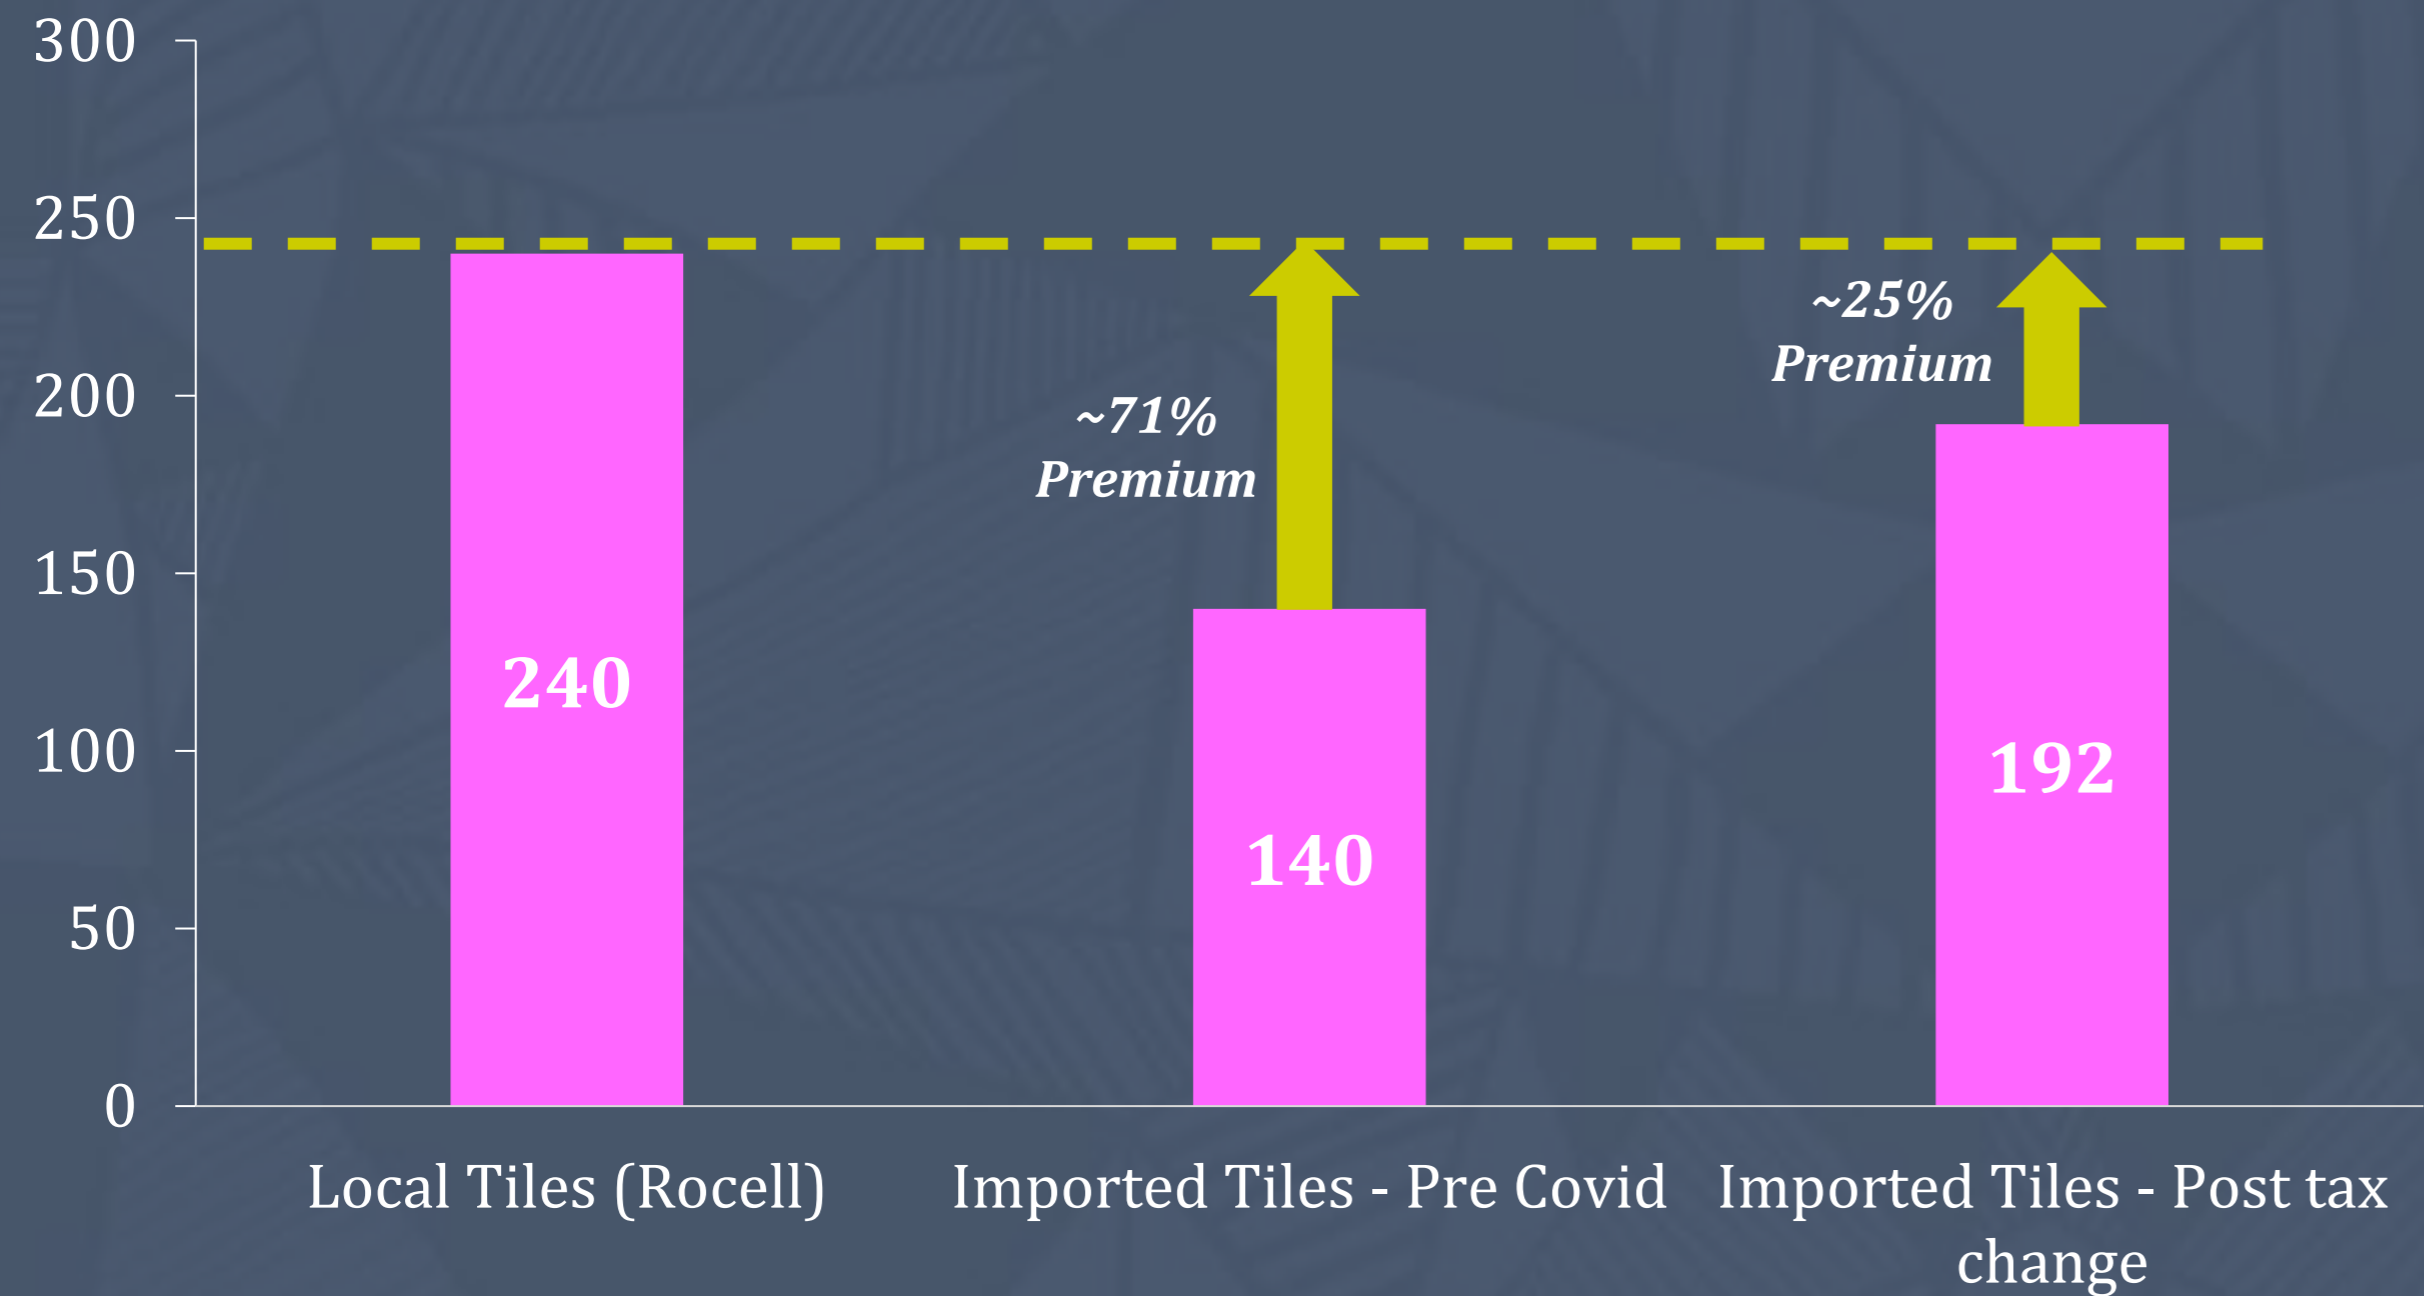 300
250
200
150
100
50
0
~71%
Premium
~25%
Premium
240
140
192
Local Tiles (Rocell)
Imported Tiles - Pre Covid
Imported Tiles - Post tax
change